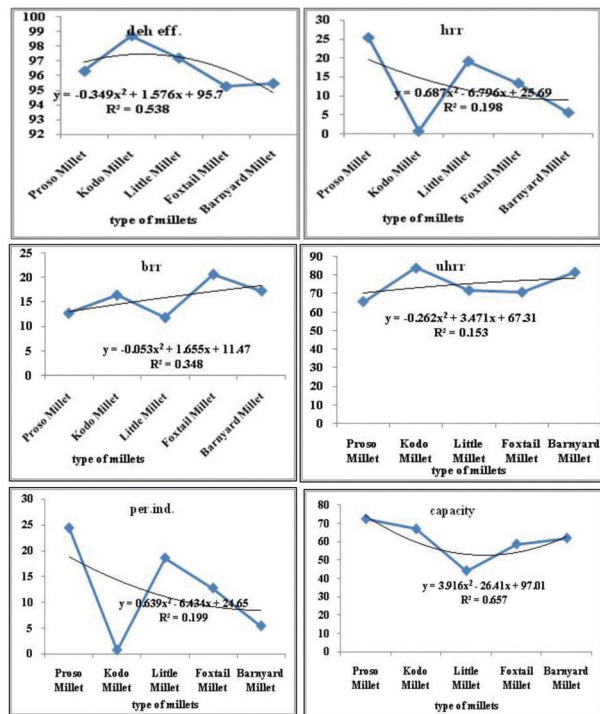 deh eff.
100
99
98
97
96
95
94
93
92
y = -0.349x² + 1.576x + 95.7
R² = 0.538
Proso Millet
Kodo Millet
Little Millet
Foxtail Millet
Barnyard Millet
type of millets
hrr
30
25
20
15
10
5
0
y = 0.687x² - 6.796x + 25.69
R² = 0.198
Proso Millet
Kodo Millet
Little Millet
Foxtail Millet
Barnyard Millet
type of millets
brr
25
20
15
10
5
0
y = -0.053x² + 1.655x + 11.47
R² = 0.348
Proso Millet
Kodo Millet
Little Millet
Foxtail Millet
Barnyard Millet
type of millets
uhrr
90
80
70
60
50
40
30
20
10
0
y = -0.262x² + 3.471x + 67.31
R² = 0.153
Proso Kodo Little Foxtail Barnyard
Millet Millet Millet Millet Millet
type of millets
per.ind.
30
25
20
15
10
5
0
y = 0.639x² - 6.434x + 24.65
R² = 0.199
Proso Kodo Little Foxtail Barnyard
Millet Millet Millet Millet Millet
type of millets
capacity
80
70
60
50
40
30
20
10
0
y = 3.916x² - 26.41x + 97.01
R² = 0.657
Proso Kodo Little Foxtail Barnyard
Millet Millet Millet Millet Millet
type of millets